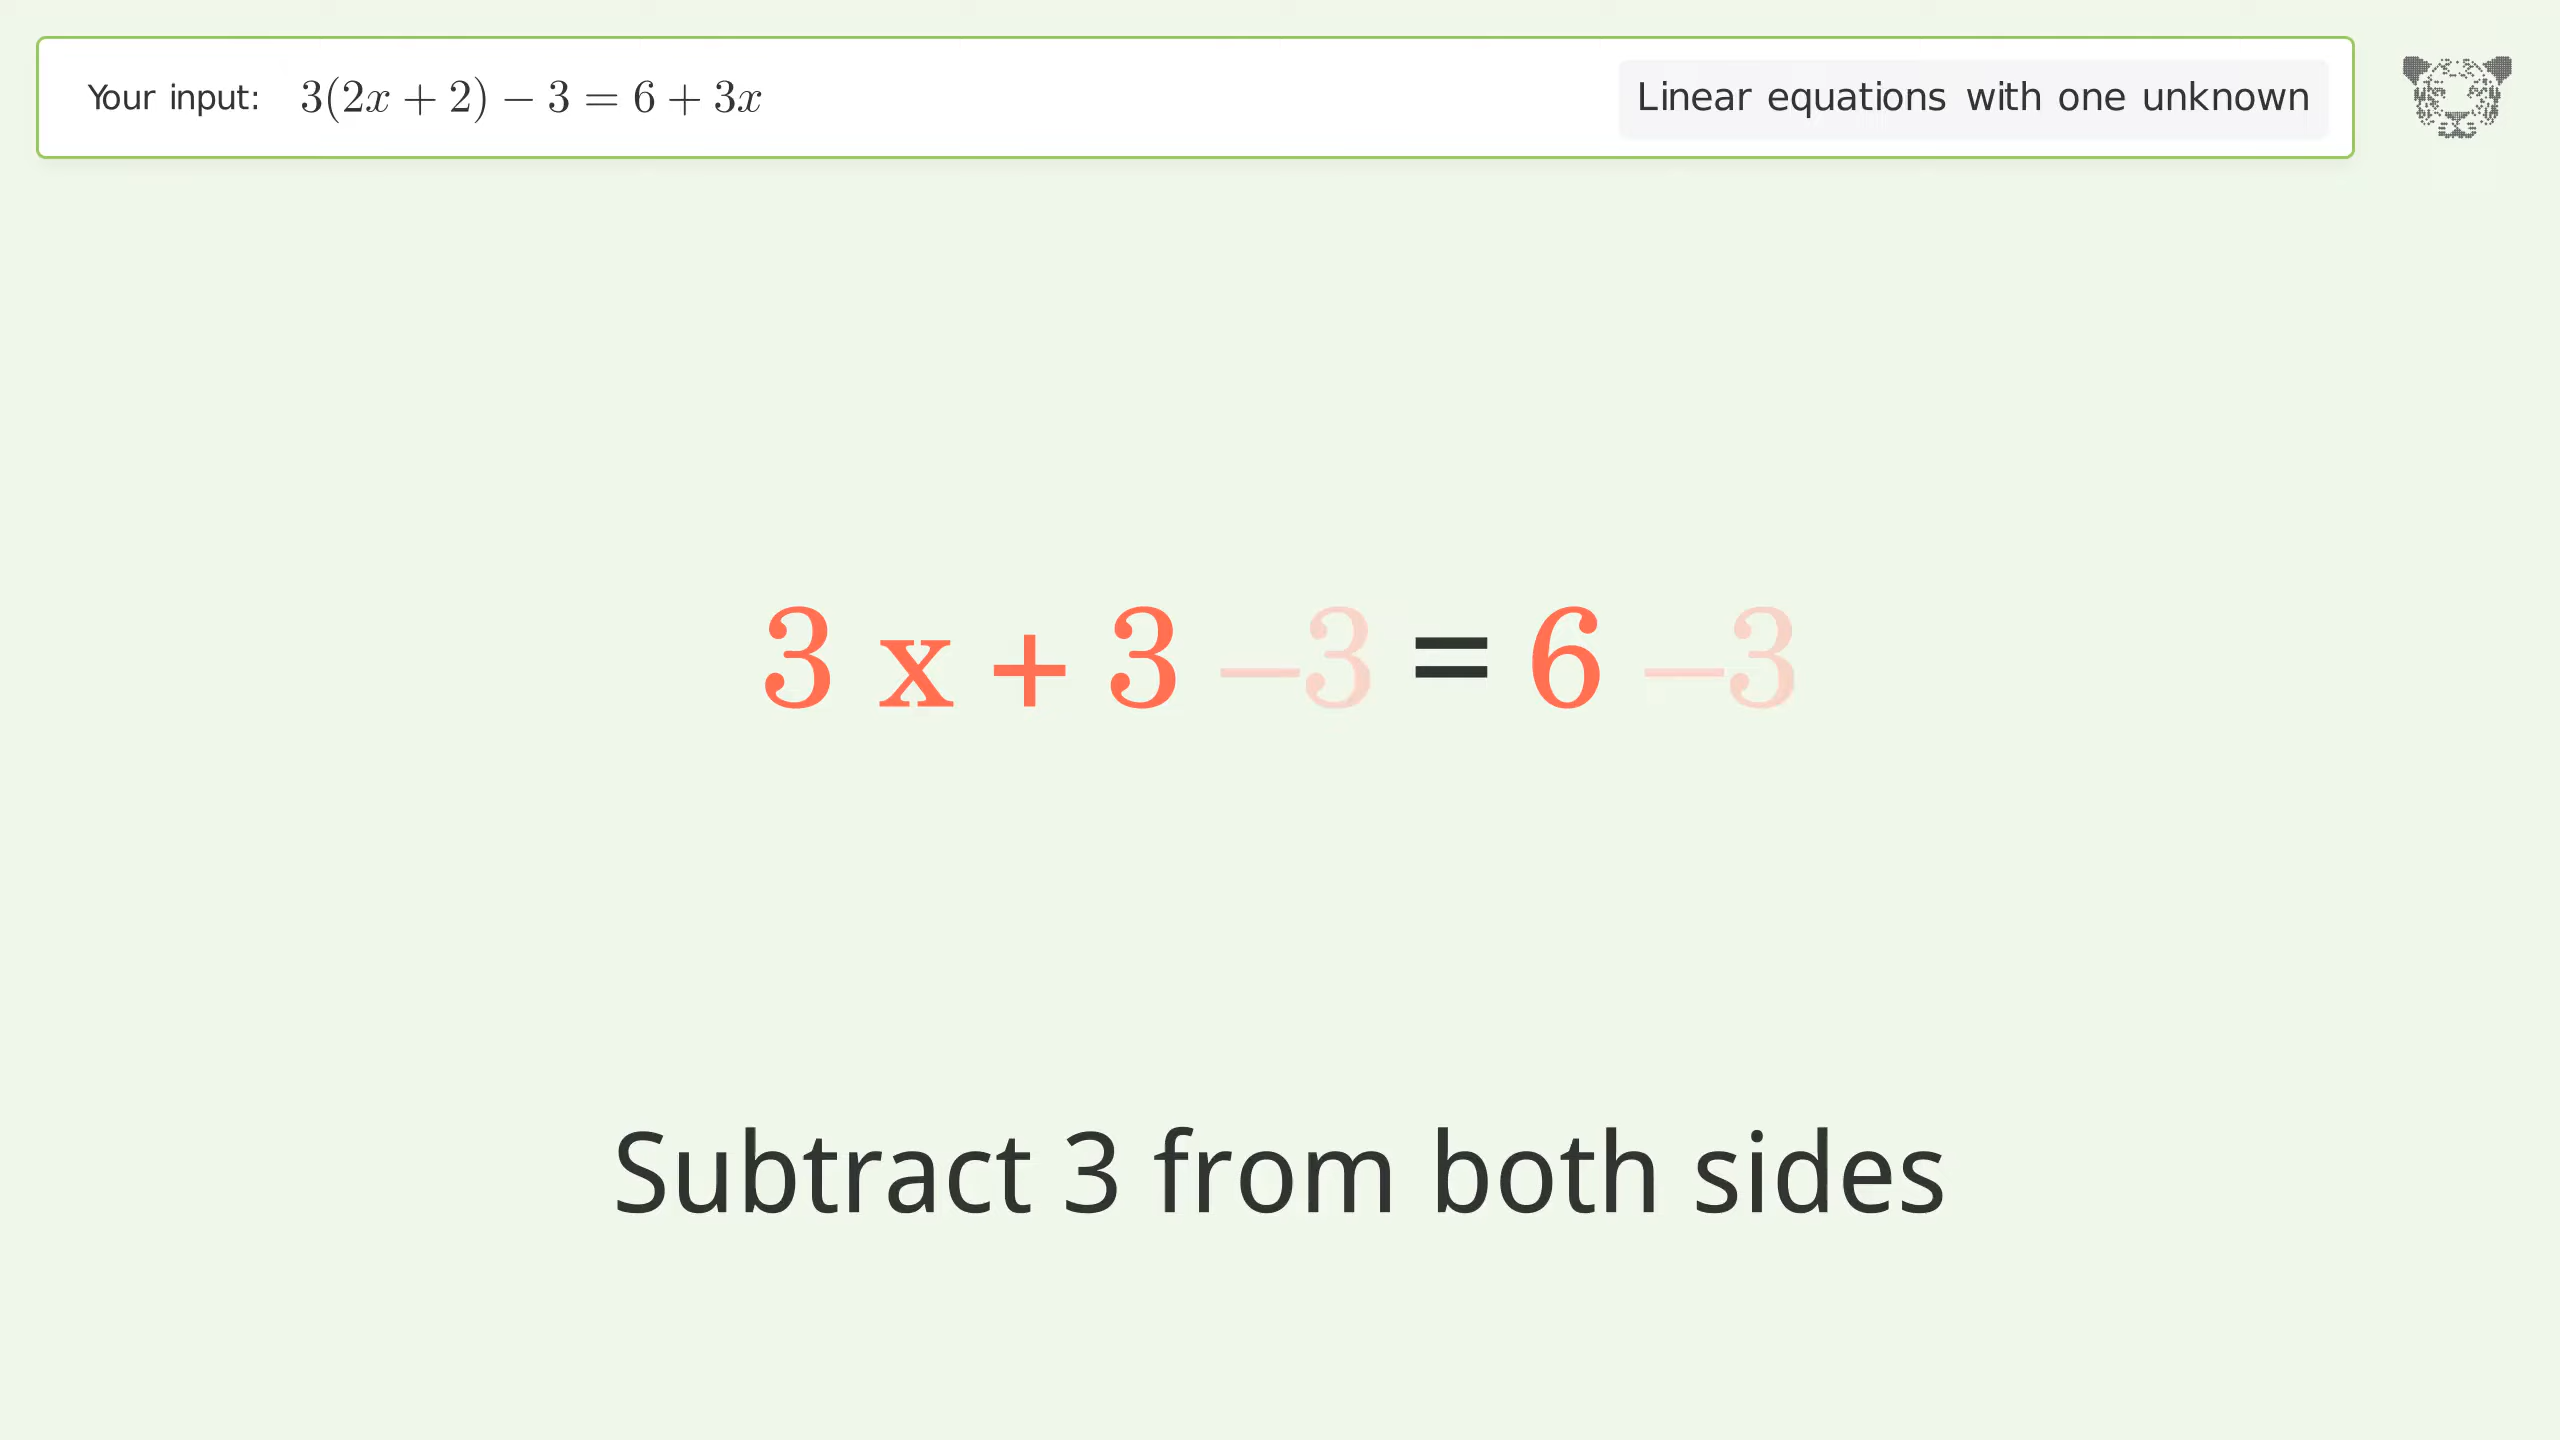 Your input: 3(2x + 2) − 3 = 6 + 3x
Linear equations with one unknown
3 x + 3 −3 = 6 −3
Subtract 3 from both sides